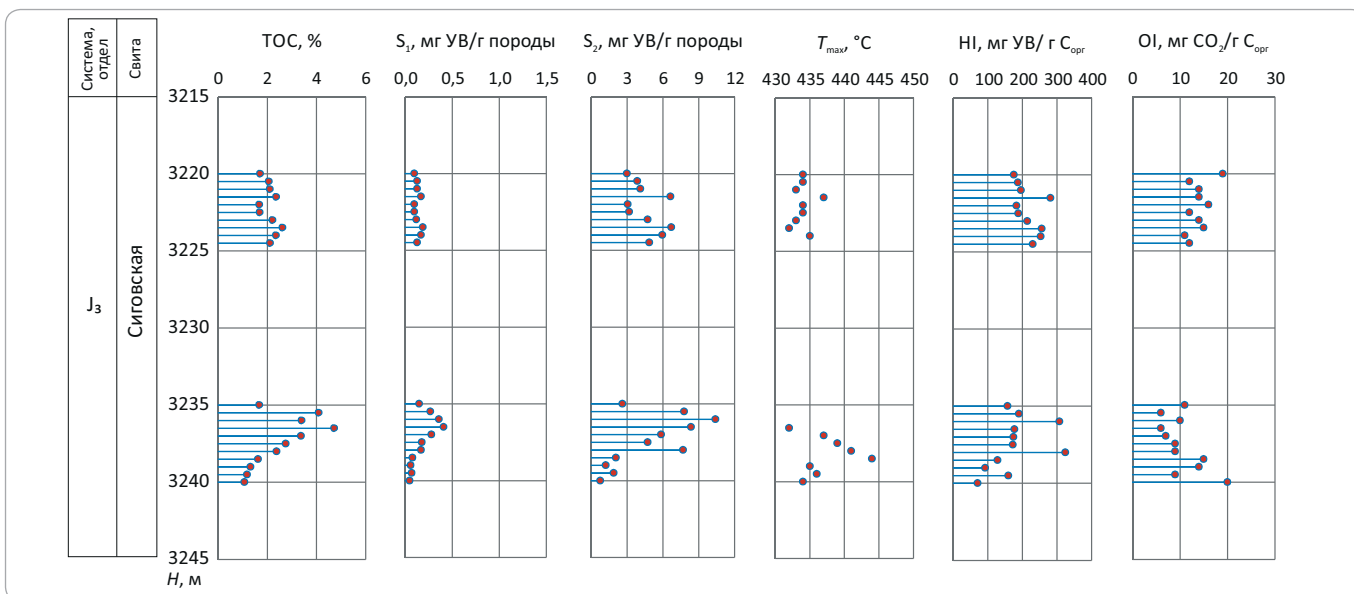 Система, отдел
Свита
TOC, %
S₁, мг УВ/г породы
S₂, мг УВ/г породы
Tmax, °C
HI, мг УВ/ г Cорг
OI, мг CO₂/г Cорг
0 2 4 6
0,0 0,5 1,0 1,5
0 3 6 9 12
430 435 440 445 450
0 100 200 300 400
0 10 20 30
J₃
Сиговская
3215
3220
3225
3230
3235
3240
3245
H, м